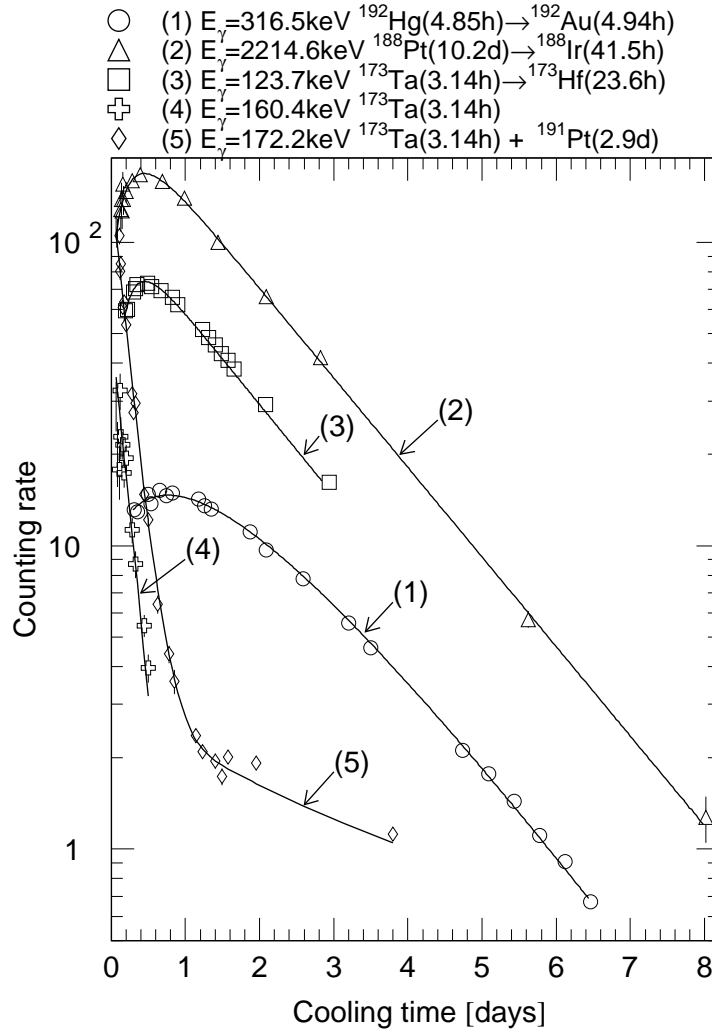 (1) Eγ=316.5keV ¹⁹²Hg(4.85h)→¹⁹²Au(4.94h)
(2) Eγ=2214.6keV ¹⁸⁸Pt(10.2d)→¹⁸⁸Ir(41.5h)
(3) Eγ=123.7keV ¹⁷³Ta(3.14h)→¹⁷³Hf(23.6h)
(4) Eγ=160.4keV ¹⁷³Ta(3.14h)
(5) Eγ=172.2keV ¹⁷³Ta(3.14h) + ¹⁹¹Pt(2.9d)
Counting rate
10²
10
1
(2)
(3)
(4)
(1)
(5)
0 1 2 3 4 5 6 7 8
Cooling time [days]